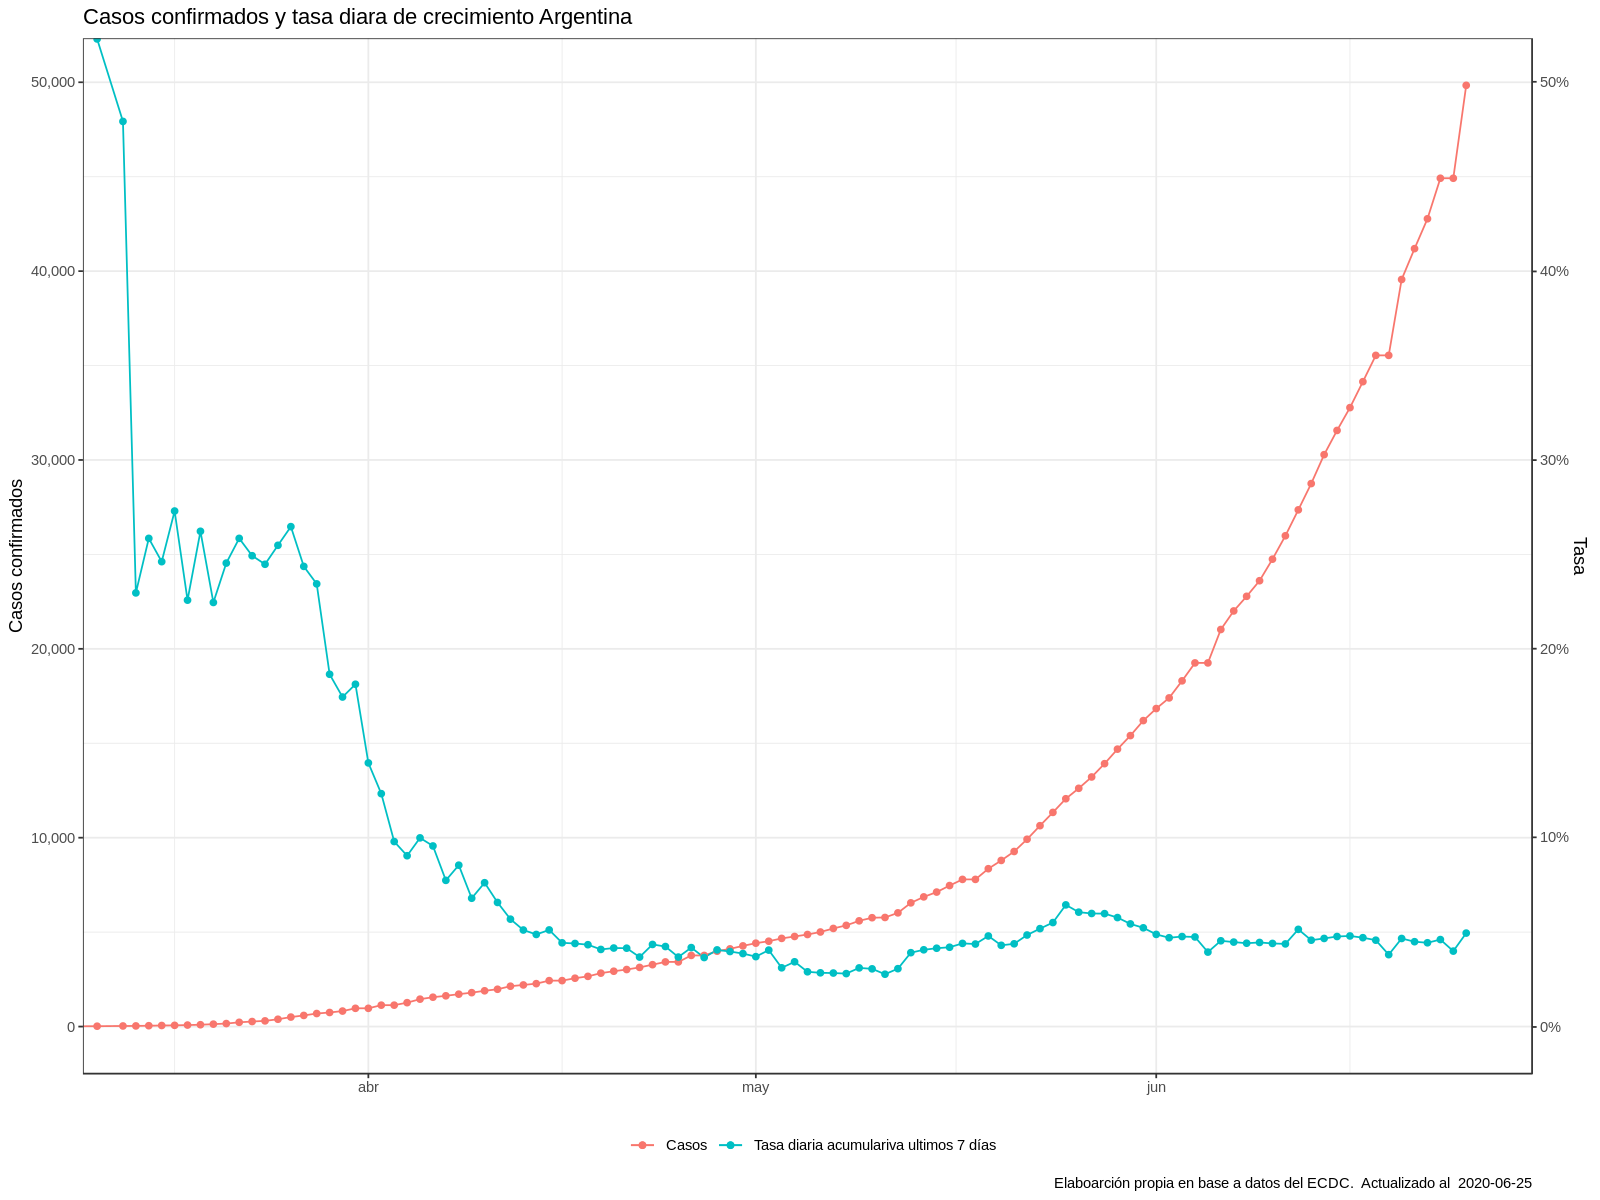 Casos confirmados y tasa diara de crecimiento Argentina
50,000
40,000
30,000
20,000
10,000
0
Casos confirmados
50%
40%
30%
20%
10%
0%
Tasa
abr may jun
Casos Tasa diaria acumulariva ultimos 7 días
Elaboarción propia en base a datos del ECDC. Actualizado al 2020-06-25